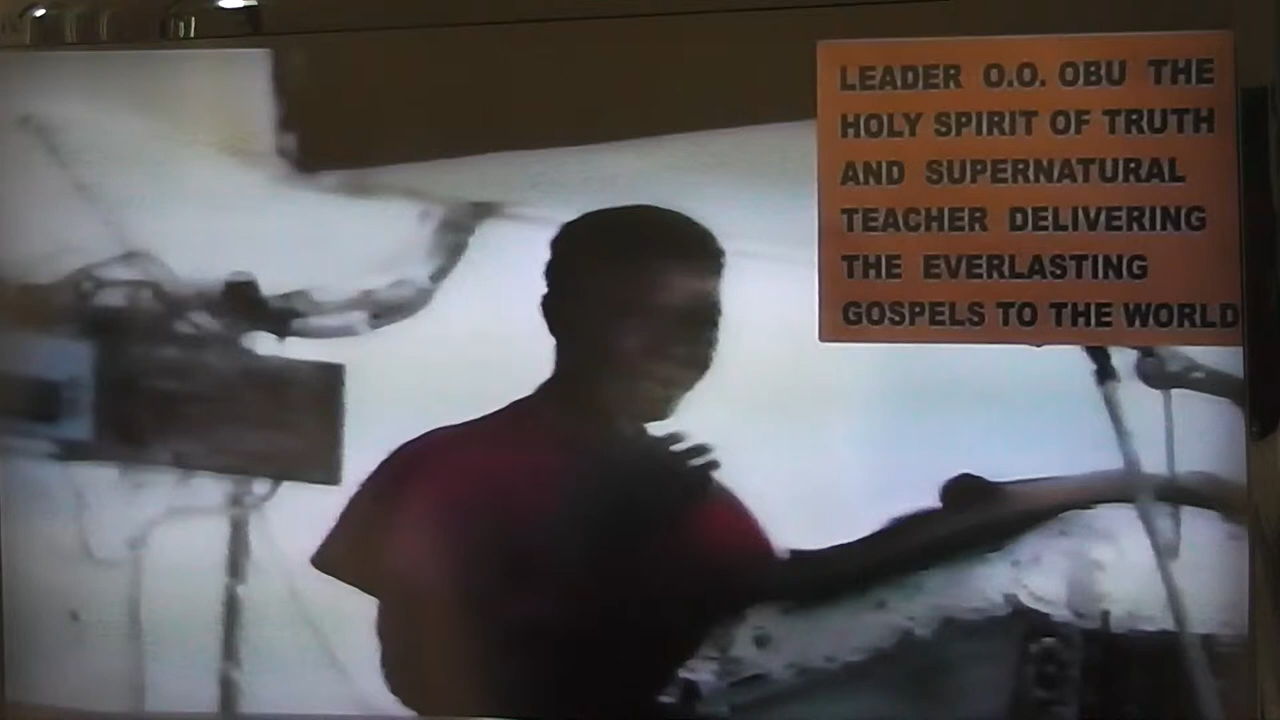 LEADER O.O. OBU THE
HOLY SPIRIT OF TRUTH
AND SUPERNATURAL
TEACHER DELIVERING
THE EVERLASTING
GOSPELS TO THE WORLD